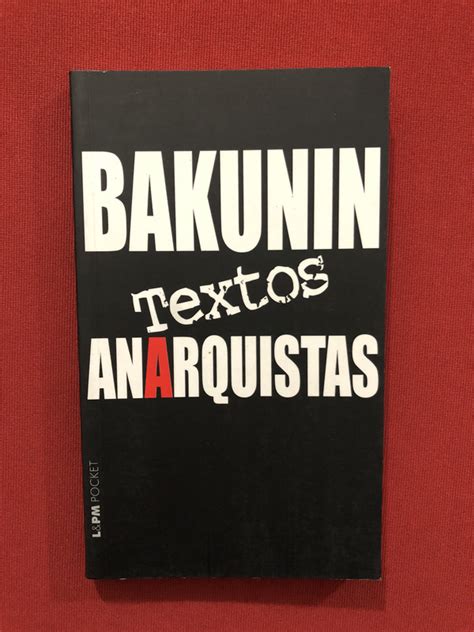 BAKUNIN
Textos
ANARQUISTAS
L&PM POCKET